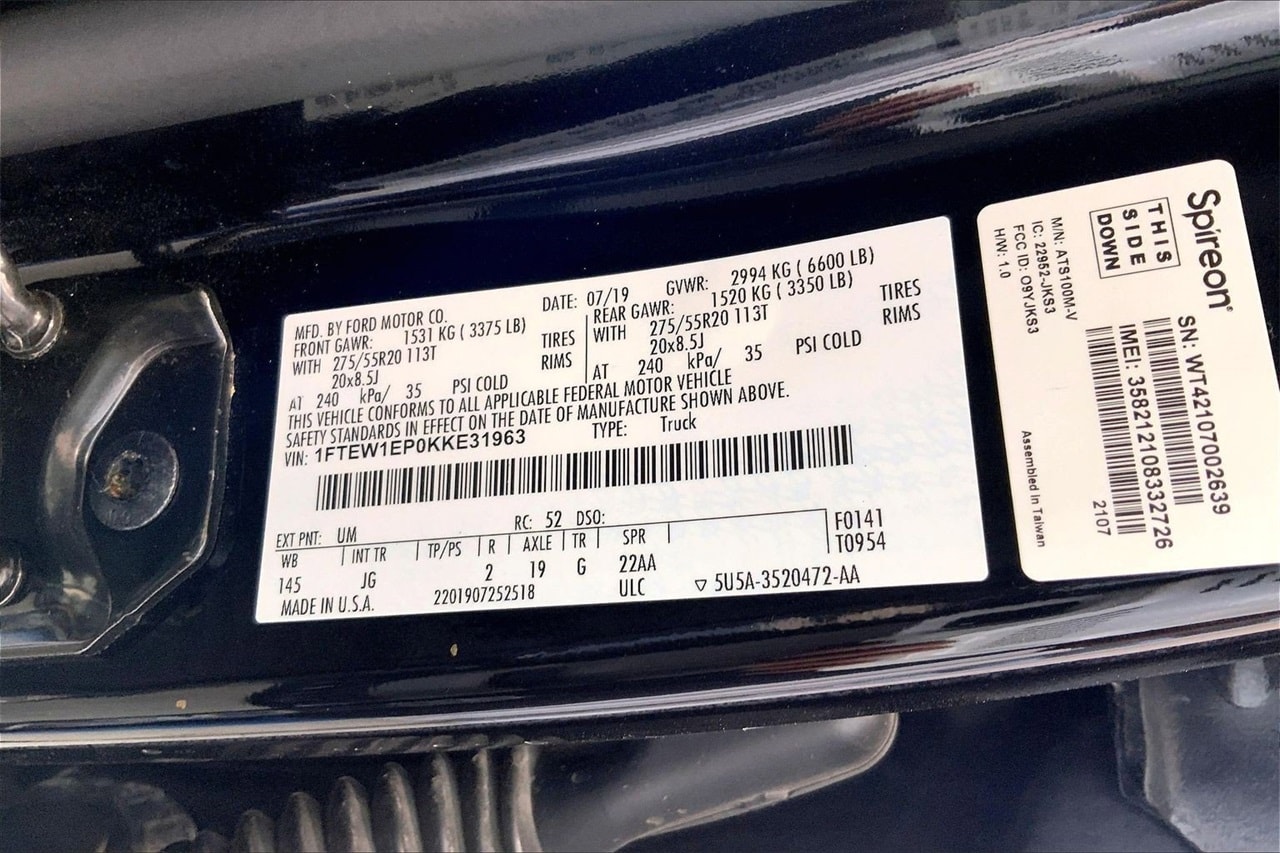 MFD. BY FORD MOTOR CO.
DATE: 07/19 GVWR: 2994 KG ( 6600 LB)
FRONT GAWR: 1531 KG ( 3375 LB)
WITH 275/55R20 113T TIRES
20x8.5J RIMS
AT 240 kPa/ 35 PSI COLD
REAR GAWR: 1520 KG ( 3350 LB)
WITH 275/55R20 113T TIRES
20x8.5J RIMS
AT 240 kPa/ 35 PSI COLD
THIS VEHICLE CONFORMS TO ALL APPLICABLE FEDERAL MOTOR VEHICLE
SAFETY STANDARDS IN EFFECT ON THE DATE OF MANUFACTURE SHOWN ABOVE.
VIN: 1FTEW1EP0KKE31963 TYPE: Truck
EXT PNT: UM RC: 52 DSO:
WB INT TR TP/PS R AXLE TR SPR F0141
145 JG 2 19 G 22AA T0954
MADE IN U.S.A. 2201907252518 ULC ▽ 5U5A-3520472-AA
Spireon®
THIS
SIDE
DOWN
M/N: ATS100M-V
IC: 22952-JKS3
FCC ID: O9YJKS3
H/W: 1.0
SN: WT42107002639
IMEI: 358212108332726
2107
Assembled in Taiwan